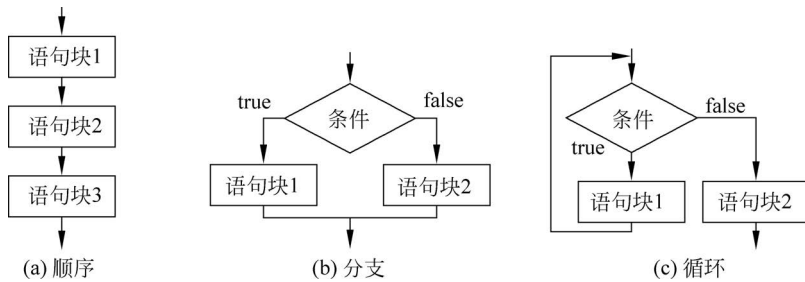 语句块1
语句块2
语句块3
(a) 顺序
true
false
条件
语句块1
语句块2
(b) 分支
条件
false
true
语句块1
语句块2
(c) 循环